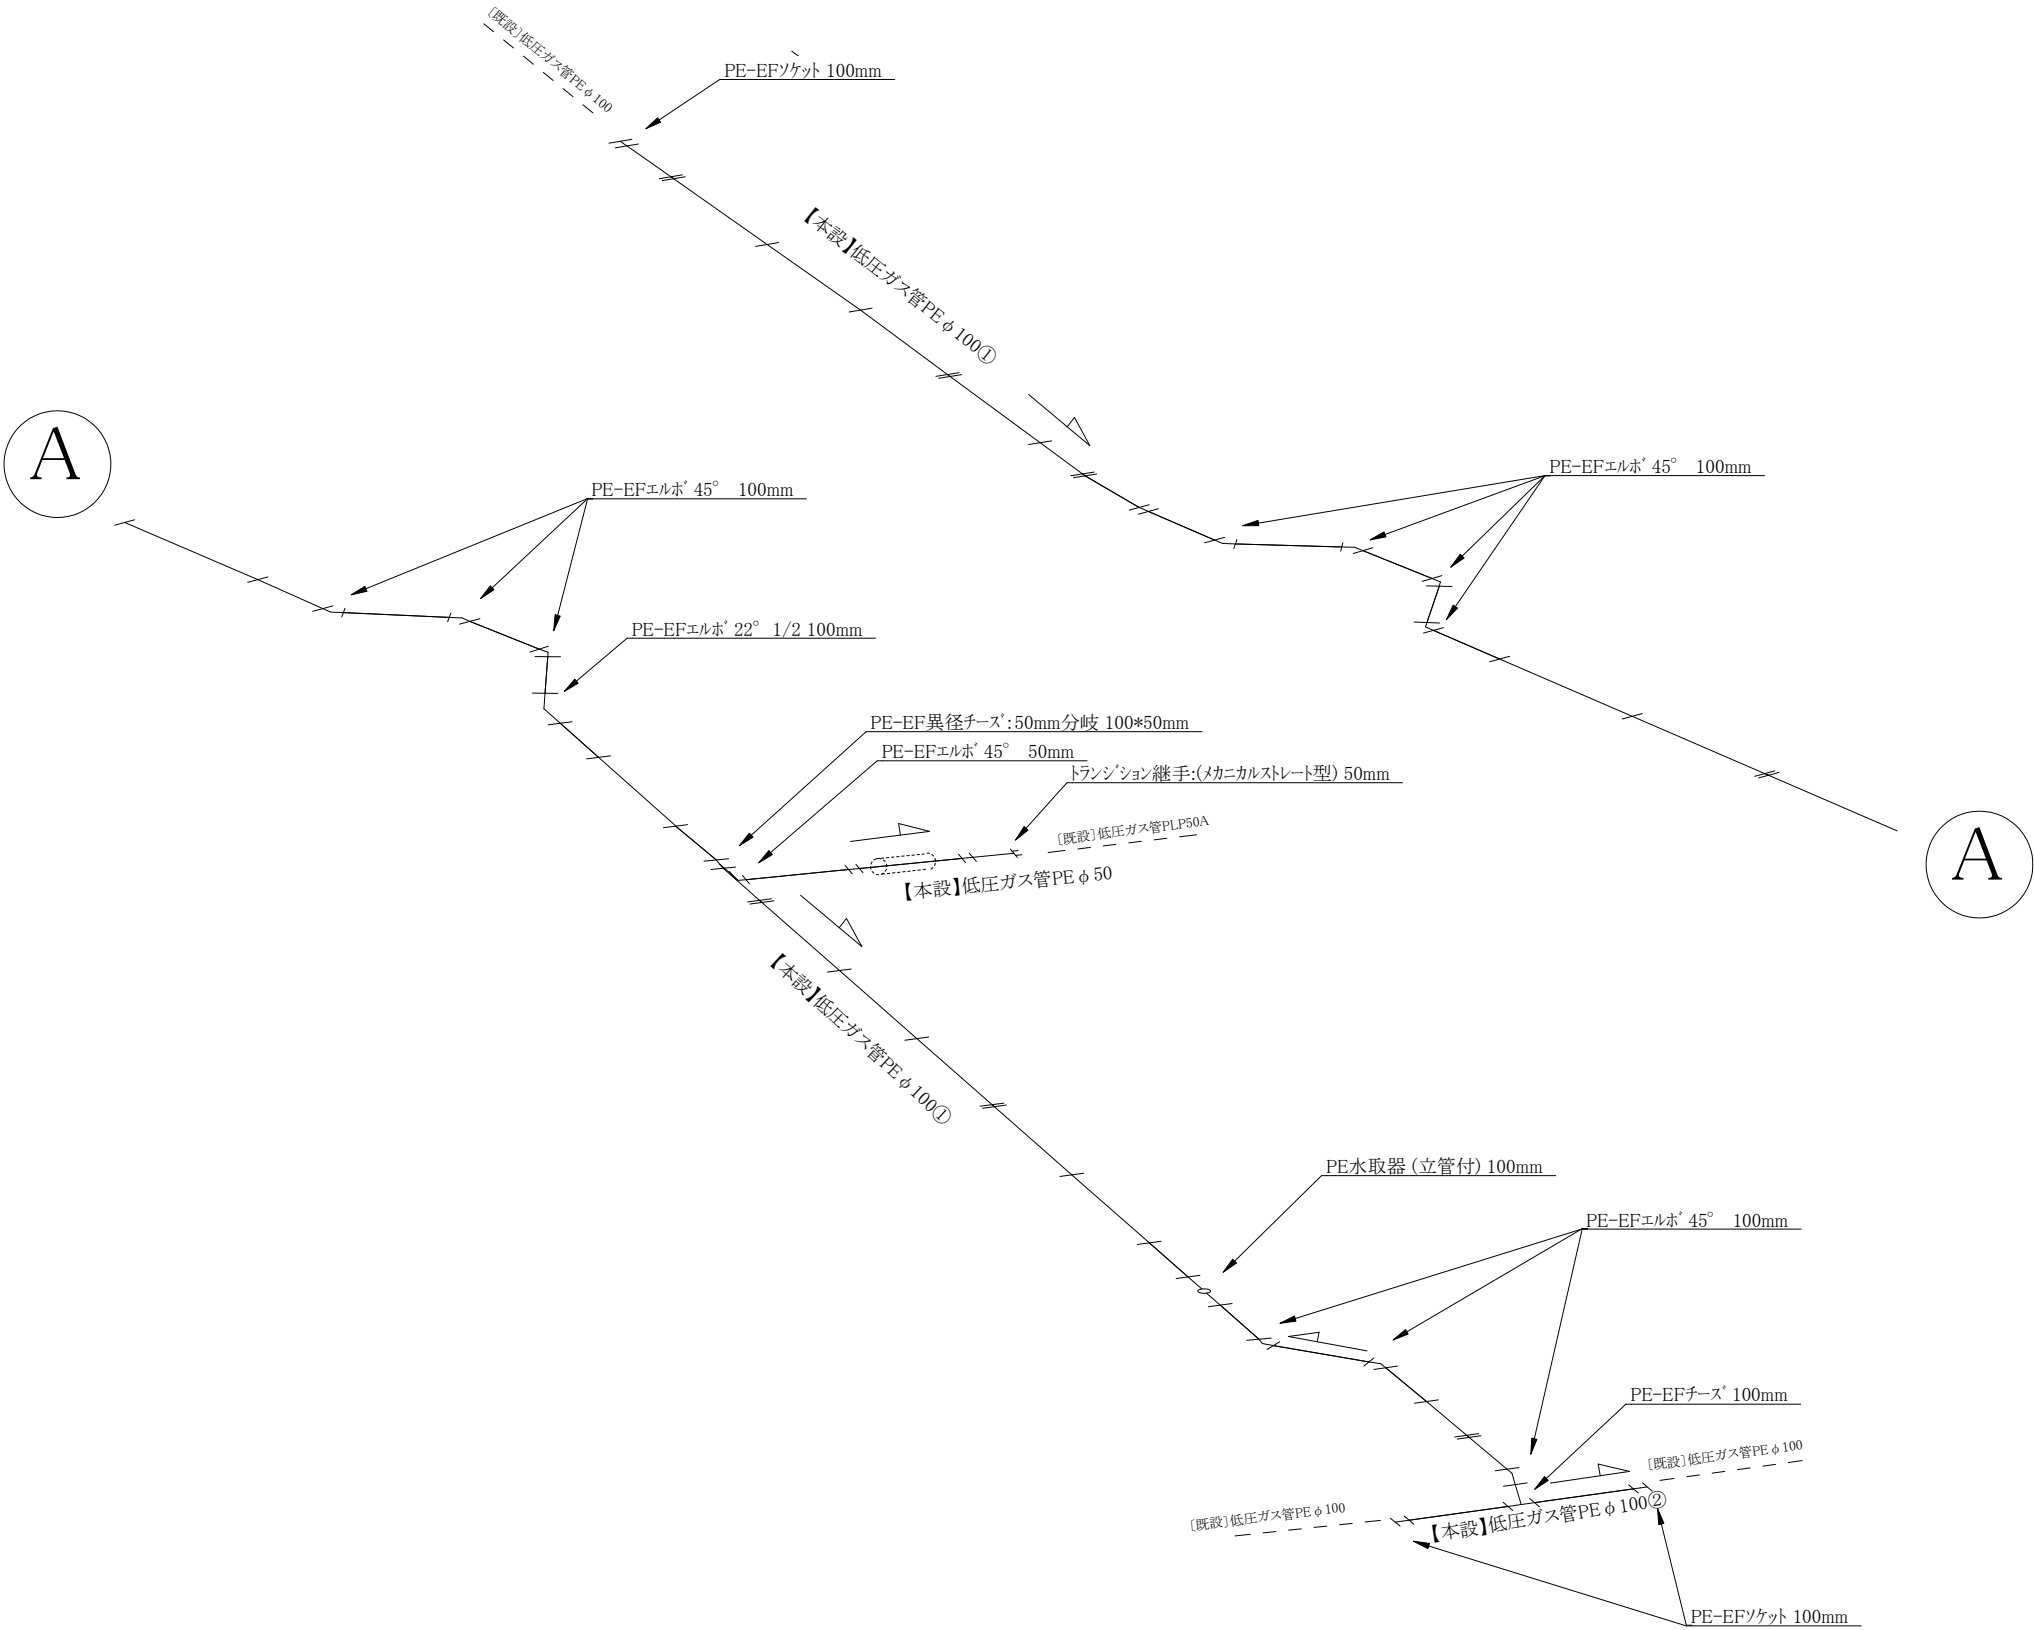 〔既設〕低圧ガス管PEφ100
PE-EFソケット 100mm
【本設】低圧ガス管PEφ100①
A
PE-EFエルボ 45° 100mm
PE-EFエルボ 45° 100mm
PE-EFエルボ 22° 1/2 100mm
PE-EF異径チーズ:50mm分岐 100*50mm
PE-EFエルボ 45° 50mm
トランジション継手:(メカニカルストレート型) 50mm
〔既設〕低圧ガス管PLP50A
【本設】低圧ガス管PEφ50
A
【本設】低圧ガス管PEφ100①
PE水取器 (立管付) 100mm
PE-EFエルボ 45° 100mm
PE-EFチーズ 100mm
〔既設〕低圧ガス管PEφ100
〔既設〕低圧ガス管PEφ100
【本設】低圧ガス管PEφ100②
PE-EFソケット 100mm